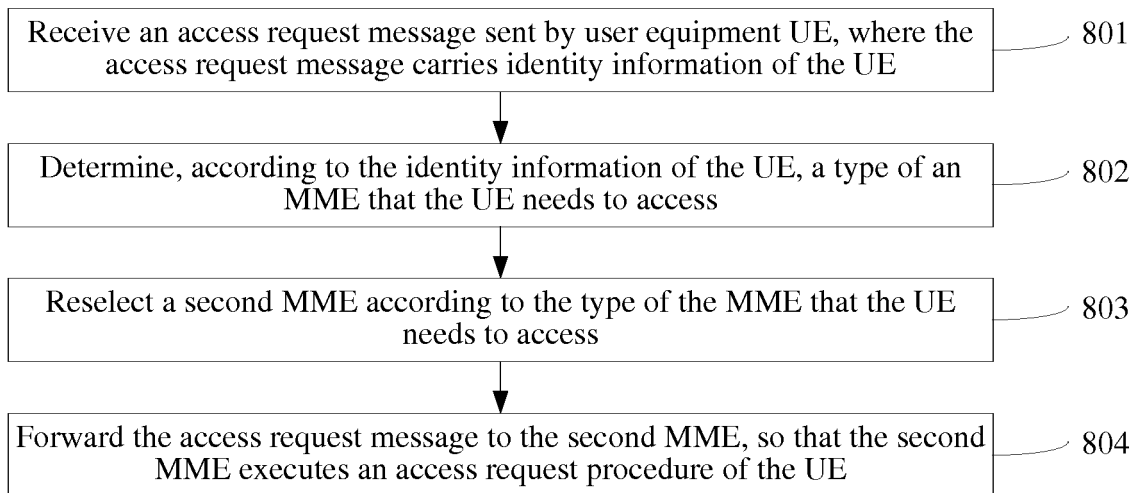 Receive an access request message sent by user equipment UE, where the
access request message carries identity information of the UE
801
Determine, according to the identity information of the UE, a type of an
MME that the UE needs to access
802
Reselect a second MME according to the type of the MME that the UE
needs to access
803
Forward the access request message to the second MME, so that the second
MME executes an access request procedure of the UE
804